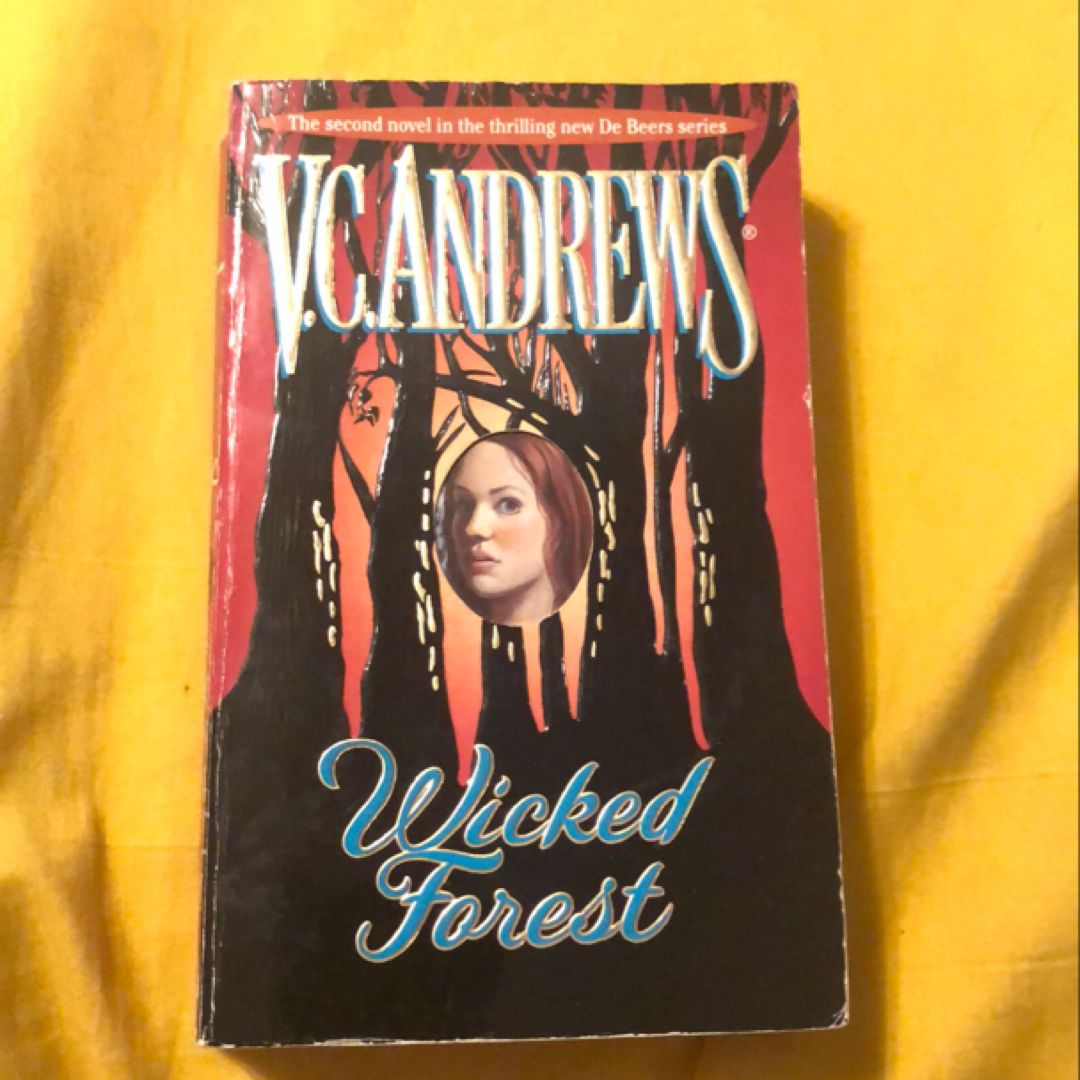 The second novel in the thrilling new De Beers series
V.C. ANDREWS®
Wicked
Forest